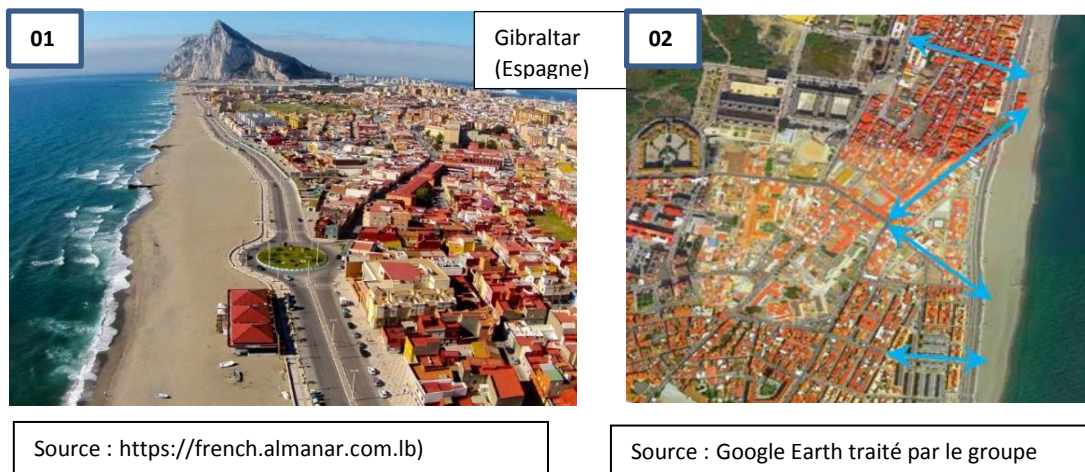 01
Gibraltar
(Espagne)
02
Source : https://french.almanar.com.lb)
Source : Google Earth traité par le groupe